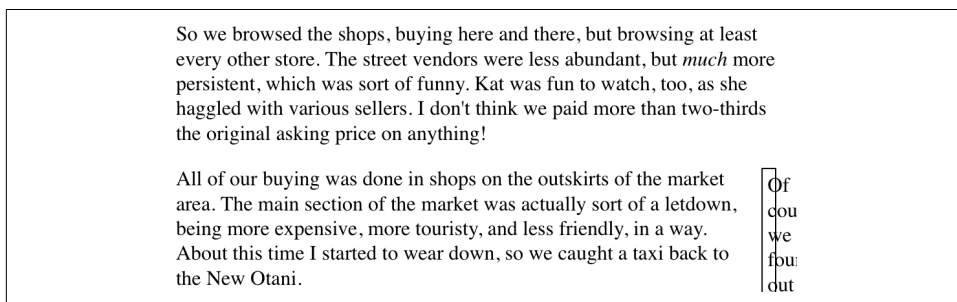 So we browsed the shops, buying here and there, but browsing at least
every other store. The street vendors were less abundant, but much more
persistent, which was sort of funny. Kat was fun to watch, too, as she
haggled with various sellers. I don't think we paid more than two-thirds
the original asking price on anything!
All of our buying was done in shops on the outskirts of the market
area. The main section of the market was actually sort of a letdown,
being more expensive, more touristy, and less friendly, in a way.
About this time I started to wear down, so we caught a taxi back to
the New Otani.
Of
cou
we
fou
out